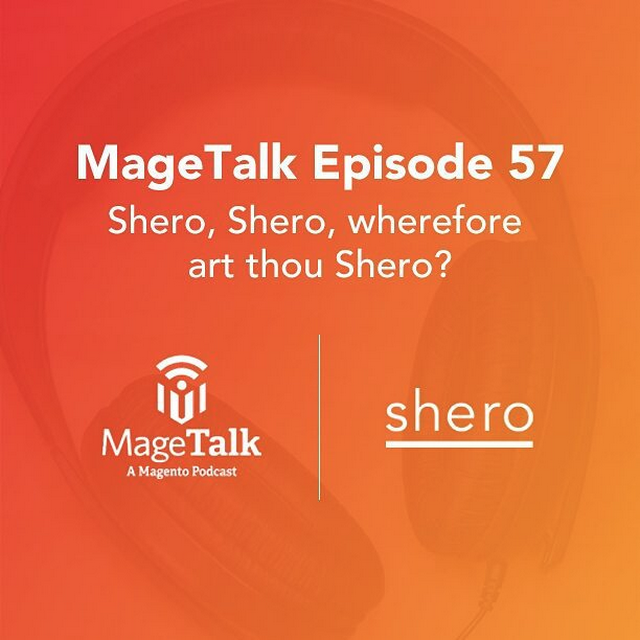 MageTalk Episode 57
Shero, Shero, wherefore
art thou Shero?
MageTalk
A Magento Podcast
shero